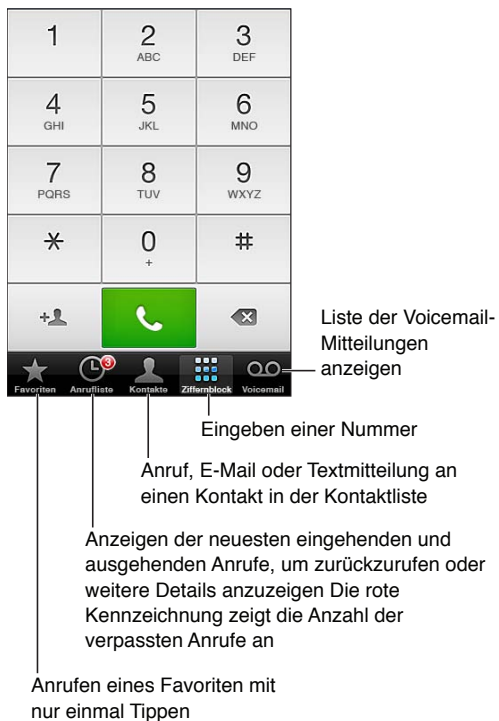 1 2 3
ABC DEF
4 5 6
GHI JKL MNO
7 8 9
PQRS TUV WXYZ
* 0 #
+
+
3
Favoriten Anrufliste Kontakte Ziffernblock Voicemail
Liste der Voicemail-
Mitteilungen
anzeigen
Eingeben einer Nummer
Anruf, E-Mail oder Textmitteilung an
einen Kontakt in der Kontaktliste
Anzeigen der neuesten eingehenden und
ausgehenden Anrufe, um zurückzurufen oder
weitere Details anzuzeigen Die rote
Kennzeichnung zeigt die Anzahl der
verpassten Anrufe an
Anrufen eines Favoriten mit
nur einmal Tippen